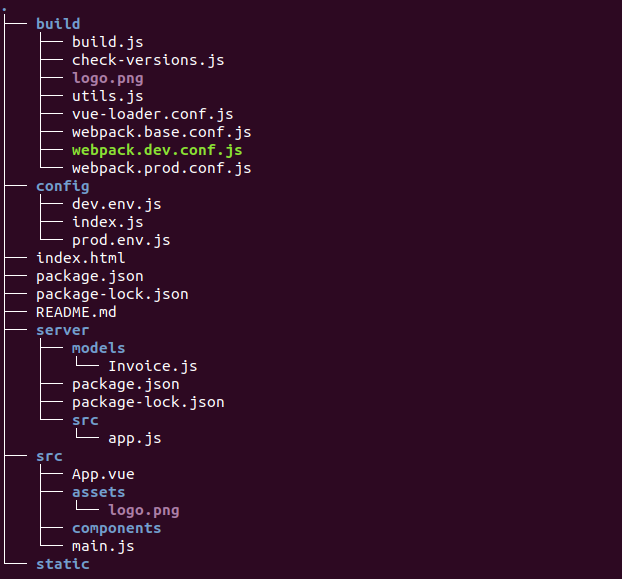 .
├── build
│   ├── build.js
│   ├── check-versions.js
│   ├── logo.png
│   ├── utils.js
│   ├── vue-loader.conf.js
│   ├── webpack.base.conf.js
│   ├── webpack.dev.conf.js
│   └── webpack.prod.conf.js
├── config
│   ├── dev.env.js
│   ├── index.js
│   └── prod.env.js
├── index.html
├── package.json
├── package-lock.json
├── README.md
├── server
│   ├── models
│   │   └── Invoice.js
│   ├── package.json
│   ├── package-lock.json
│   └── src
│       └── app.js
├── src
│   ├── App.vue
│   ├── assets
│   │   └── logo.png
│   ├── components
│   └── main.js
└── static